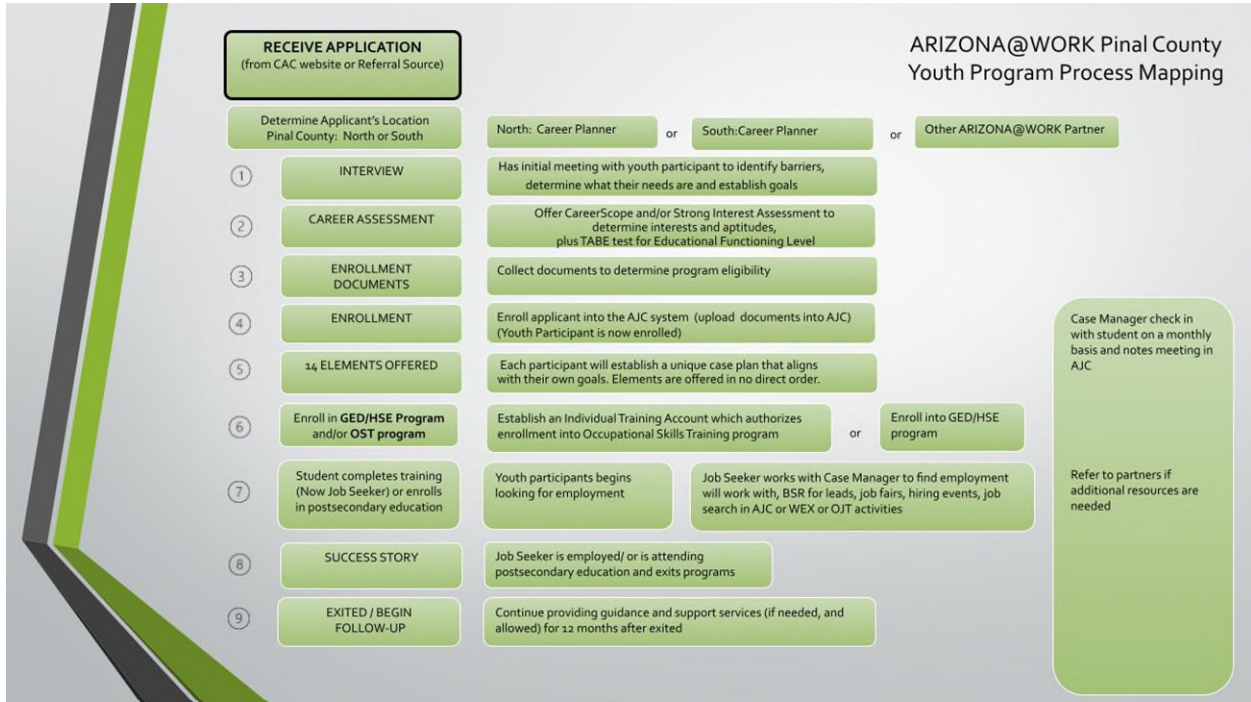 ARIZONA@WORK Pinal County
Youth Program Process Mapping
RECEIVE APPLICATION
(from CAC website or Referral Source)
Determine Applicant's Location
Pinal County: North or South
North: Career Planner
or
South:Career Planner
or
Other ARIZONA@WORK Partner
1
INTERVIEW
Has initial meeting with youth participant to identify barriers,
determine what their needs are and establish goals
2
CAREER ASSESSMENT
Offer CareerScope and/or Strong Interest Assessment to
determine interests and aptitudes,
plus TABE test for Educational Functioning Level
3
ENROLLMENT
DOCUMENTS
Collect documents to determine program eligibility
4
ENROLLMENT
Enroll applicant into the AJC system (upload documents into AJC)
(Youth Participant is now enrolled)
5
14 ELEMENTS OFFERED
Each participant will establish a unique case plan that aligns
with their own goals. Elements are offered in no direct order.
6
Enroll in GED/HSE Program
and/or OST program
Establish an Individual Training Account which authorizes
enrollment into Occupational Skills Training program
or
Enroll into GED/HSE
program
7
Student completes training
(Now Job Seeker) or enrolls
in postsecondary education
Youth participants begins
looking for employment
Job Seeker works with Case Manager to find employment
will work with, BSR for leads, job fairs, hiring events, job
search in AJC or WEX or OJT activities
8
SUCCESS STORY
Job Seeker is employed/ or is attending
postsecondary education and exits programs
9
EXITED / BEGIN
FOLLOW-UP
Continue providing guidance and support services (if needed, and
allowed) for 12 months after exited
Case Manager check in
with student on a monthly
basis and notes meeting in
AJC
Refer to partners if
additional resources are
needed